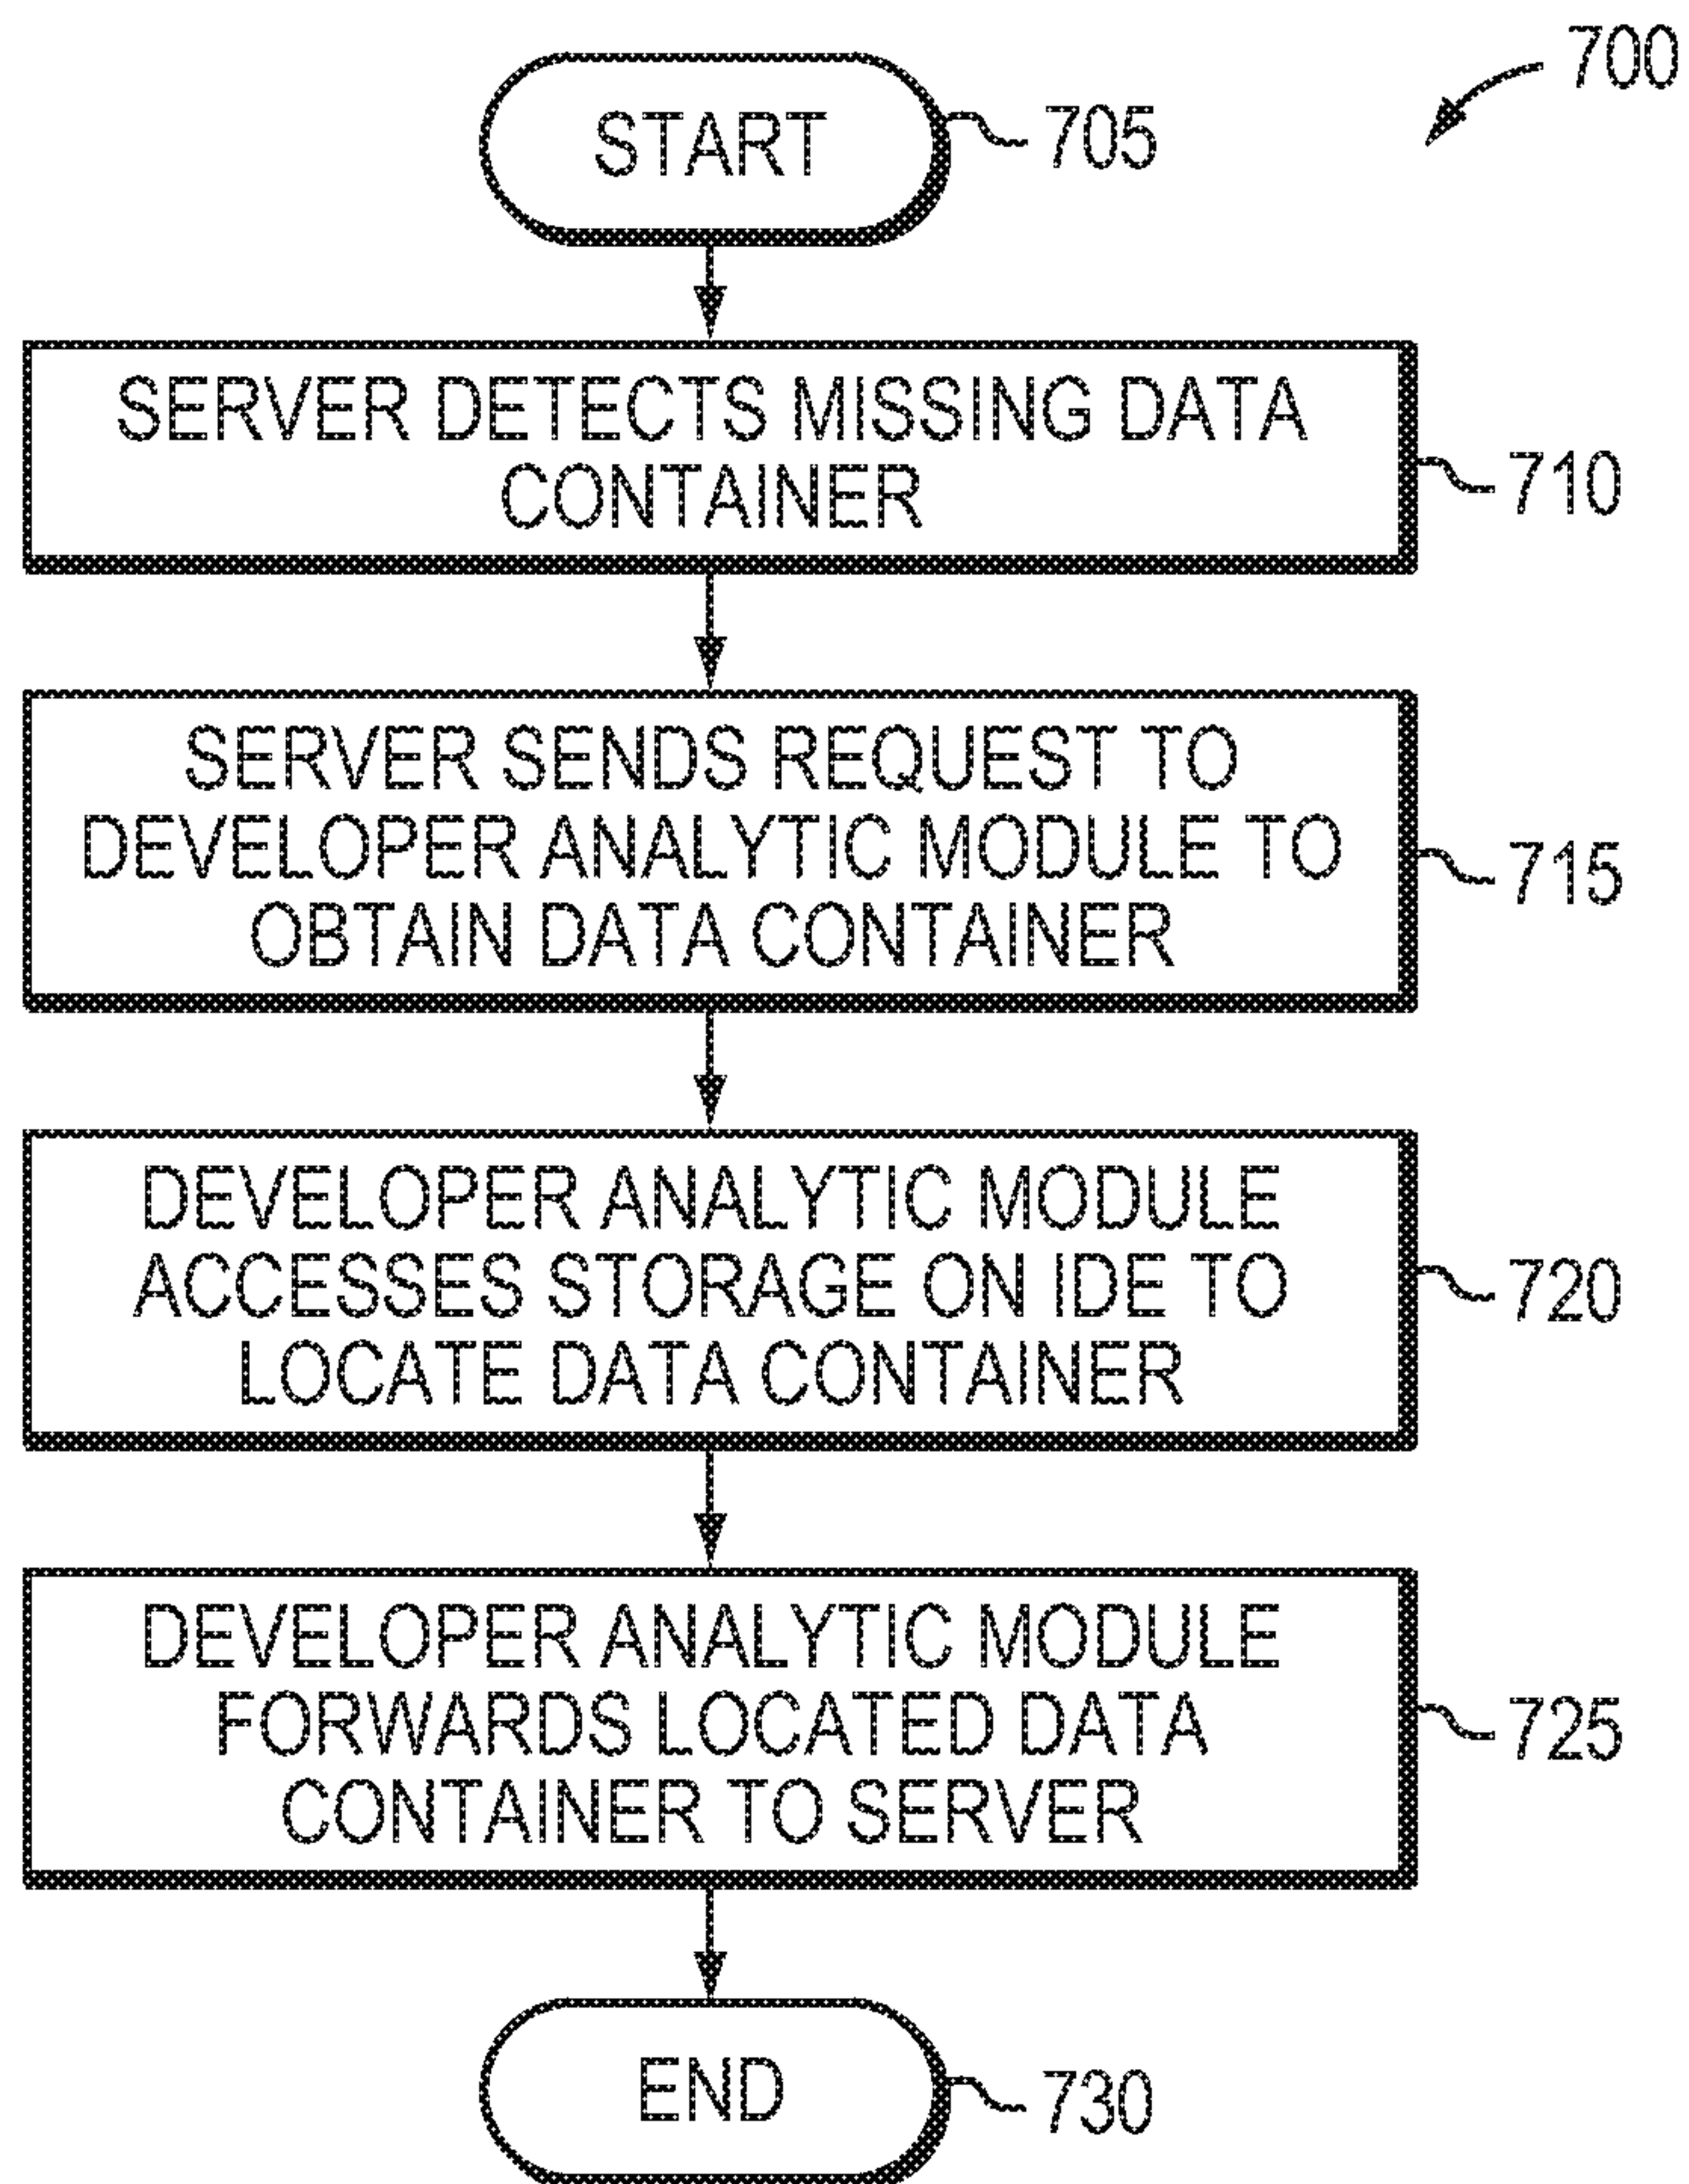 700
START
705
SERVER DETECTS MISSING DATA
CONTAINER
710
SERVER SENDS REQUEST TO
DEVELOPER ANALYTIC MODULE TO
OBTAIN DATA CONTAINER
715
DEVELOPER ANALYTIC MODULE
ACCESSES STORAGE ON IDE TO
LOCATE DATA CONTAINER
720
DEVELOPER ANALYTIC MODULE
FORWARDS LOCATED DATA
CONTAINER TO SERVER
725
END
730